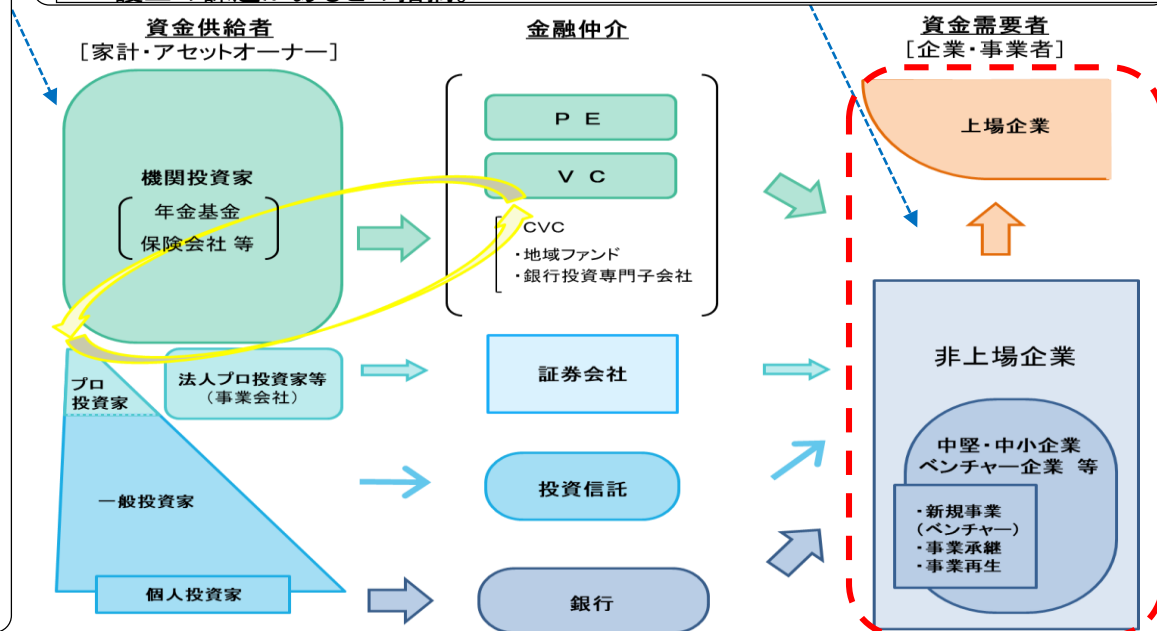 資金供給者
[家計・アセットオーナー]
金融仲介
資金需要者
[企業・事業者]
機関投資家
年金基金
保険会社 等
P E
V C
CVC
・地域ファンド
・銀行投資専門子会社
上場企業
プロ
投資家
法人プロ投資家等
(事業会社)
証券会社
非上場企業
中堅・中小企業
ベンチャー企業 等
・新規事業
(ベンチャー)
・事業承継
・事業再生
一般投資家
投資信託
個人投資家
銀行